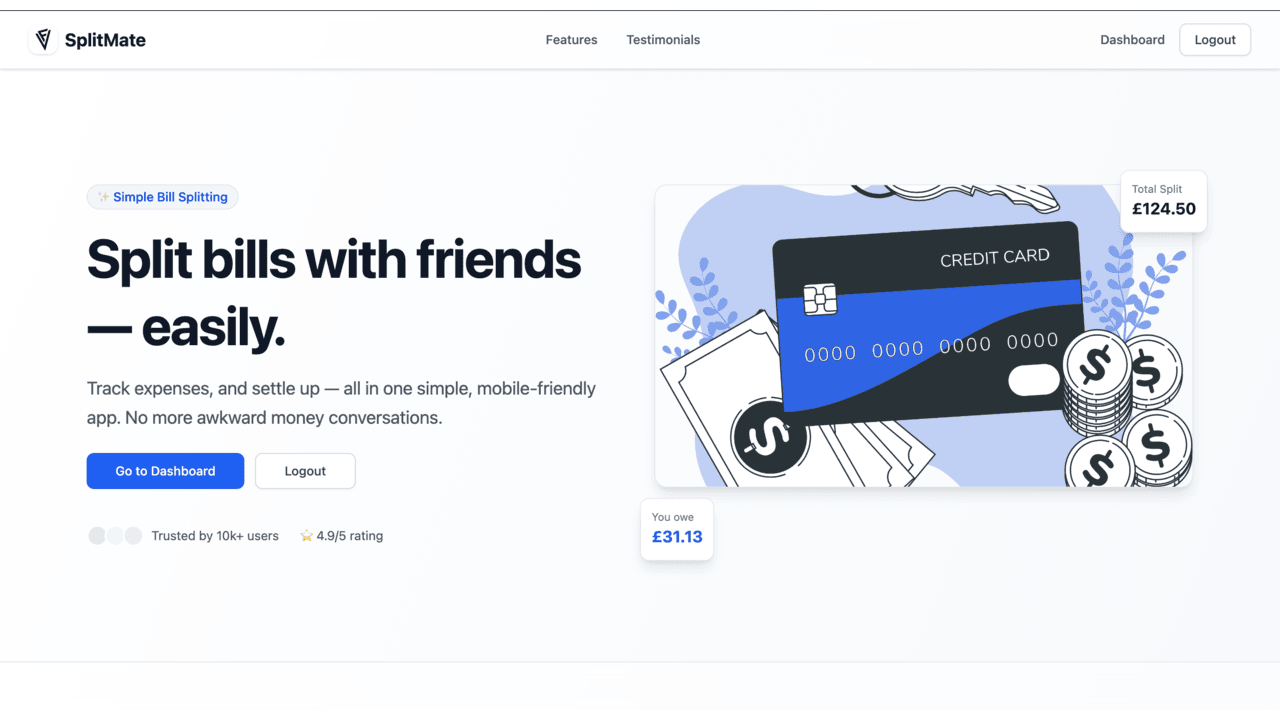 SplitMate
Features
Testimonials
Dashboard
Logout
✨ Simple Bill Splitting
Split bills with friends
— easily.
Track expenses, and settle up — all in one simple, mobile-friendly
app. No more awkward money conversations.
Go to Dashboard
Logout
Trusted by 10k+ users
⭐ 4.9/5 rating
Total Split
£124.50
CREDIT CARD
0000 0000 0000 0000
You owe
£31.13